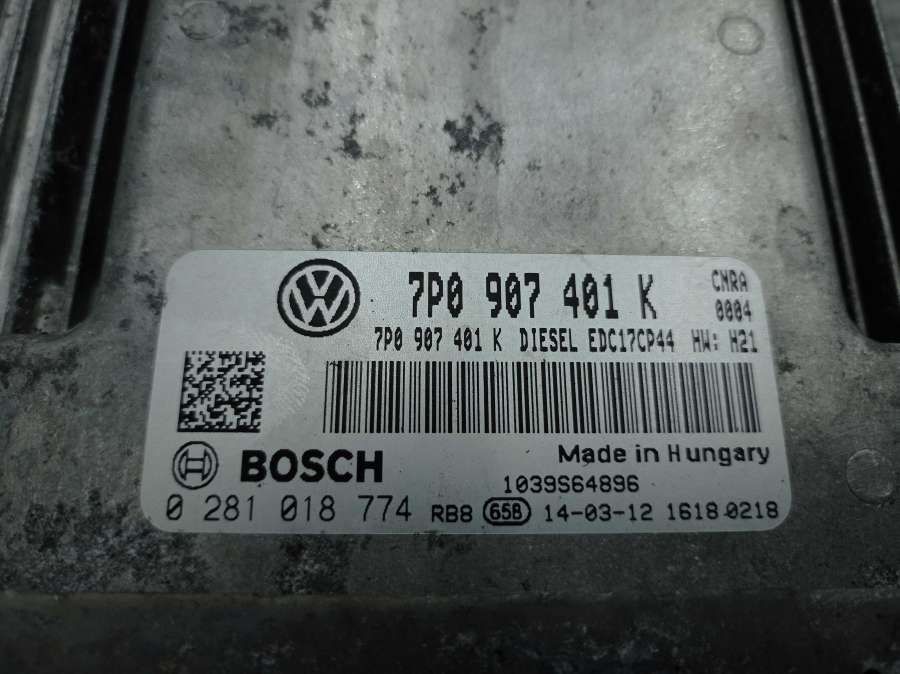 7P0 907 401 K CMRA
0004
7P0 907 401 K DIESEL EDC17CP44 HW: H21
Made in Hungary
BOSCH
1039S64896
0 281 018 774 RB8 65B 14-03-12 1618 0218